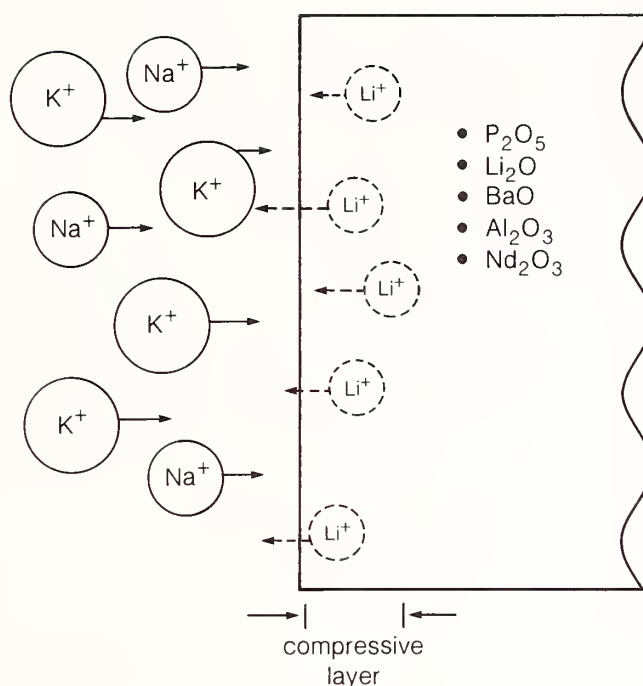 K⁺
Na⁺
Li⁺
K⁺
Li⁺
Na⁺
Li⁺
K⁺
Li⁺
K⁺
Na⁺
Li⁺
• P₂O₅
• Li₂O
• BaO
• Al₂O₃
• Nd₂O₃
compressive
layer